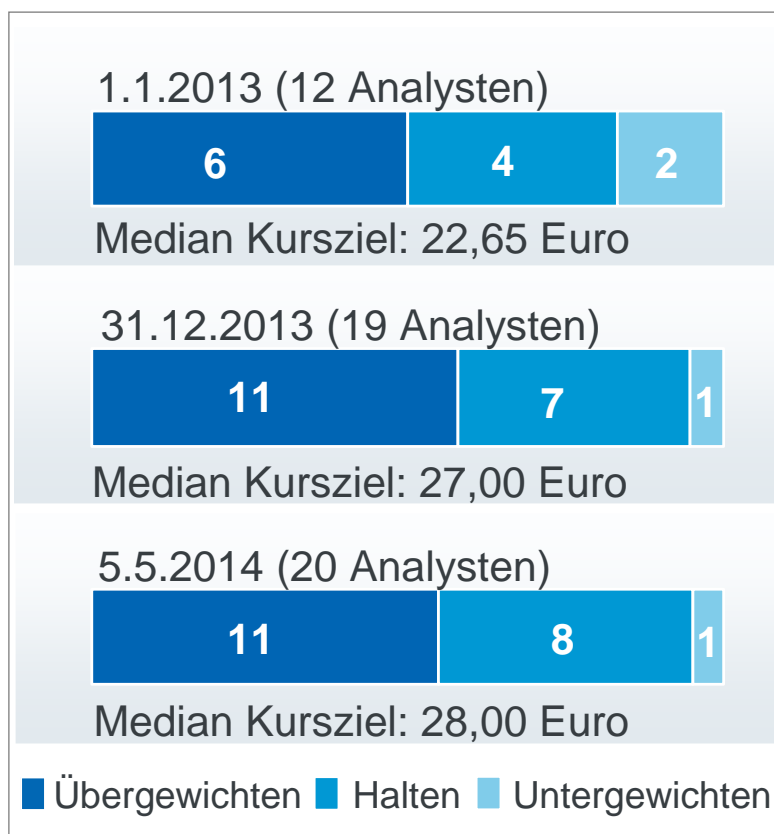 1.1.2013 (12 Analysten)
6 4 2
Median Kursziel: 22,65 Euro
31.12.2013 (19 Analysten)
11 7 1
Median Kursziel: 27,00 Euro
5.5.2014 (20 Analysten)
11 8 1
Median Kursziel: 28,00 Euro
Übergewichten Halten Untergewichten